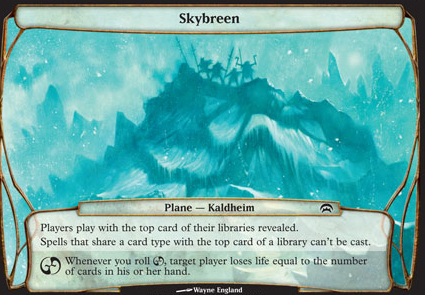 Skybreen
Plane — Kaldheim
Players play with the top card of their libraries revealed.
Spells that share a card type with the top card of a library can't be cast.
Whenever you roll , target player loses life equal to the number
of cards in his or her hand.
Wayne England